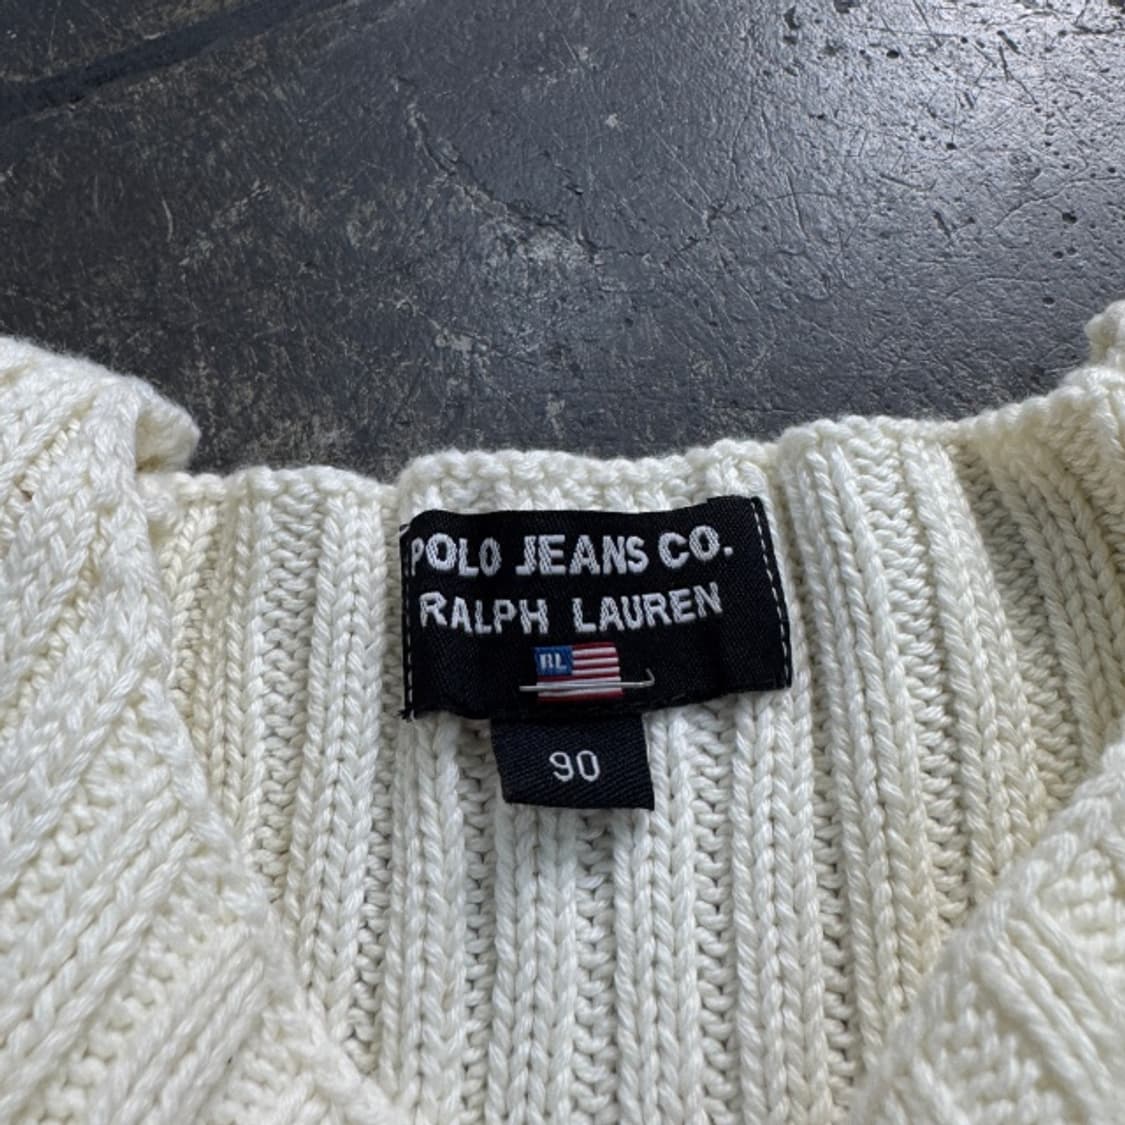 POLO JEANS CO.
RALPH LAUREN
RL
90